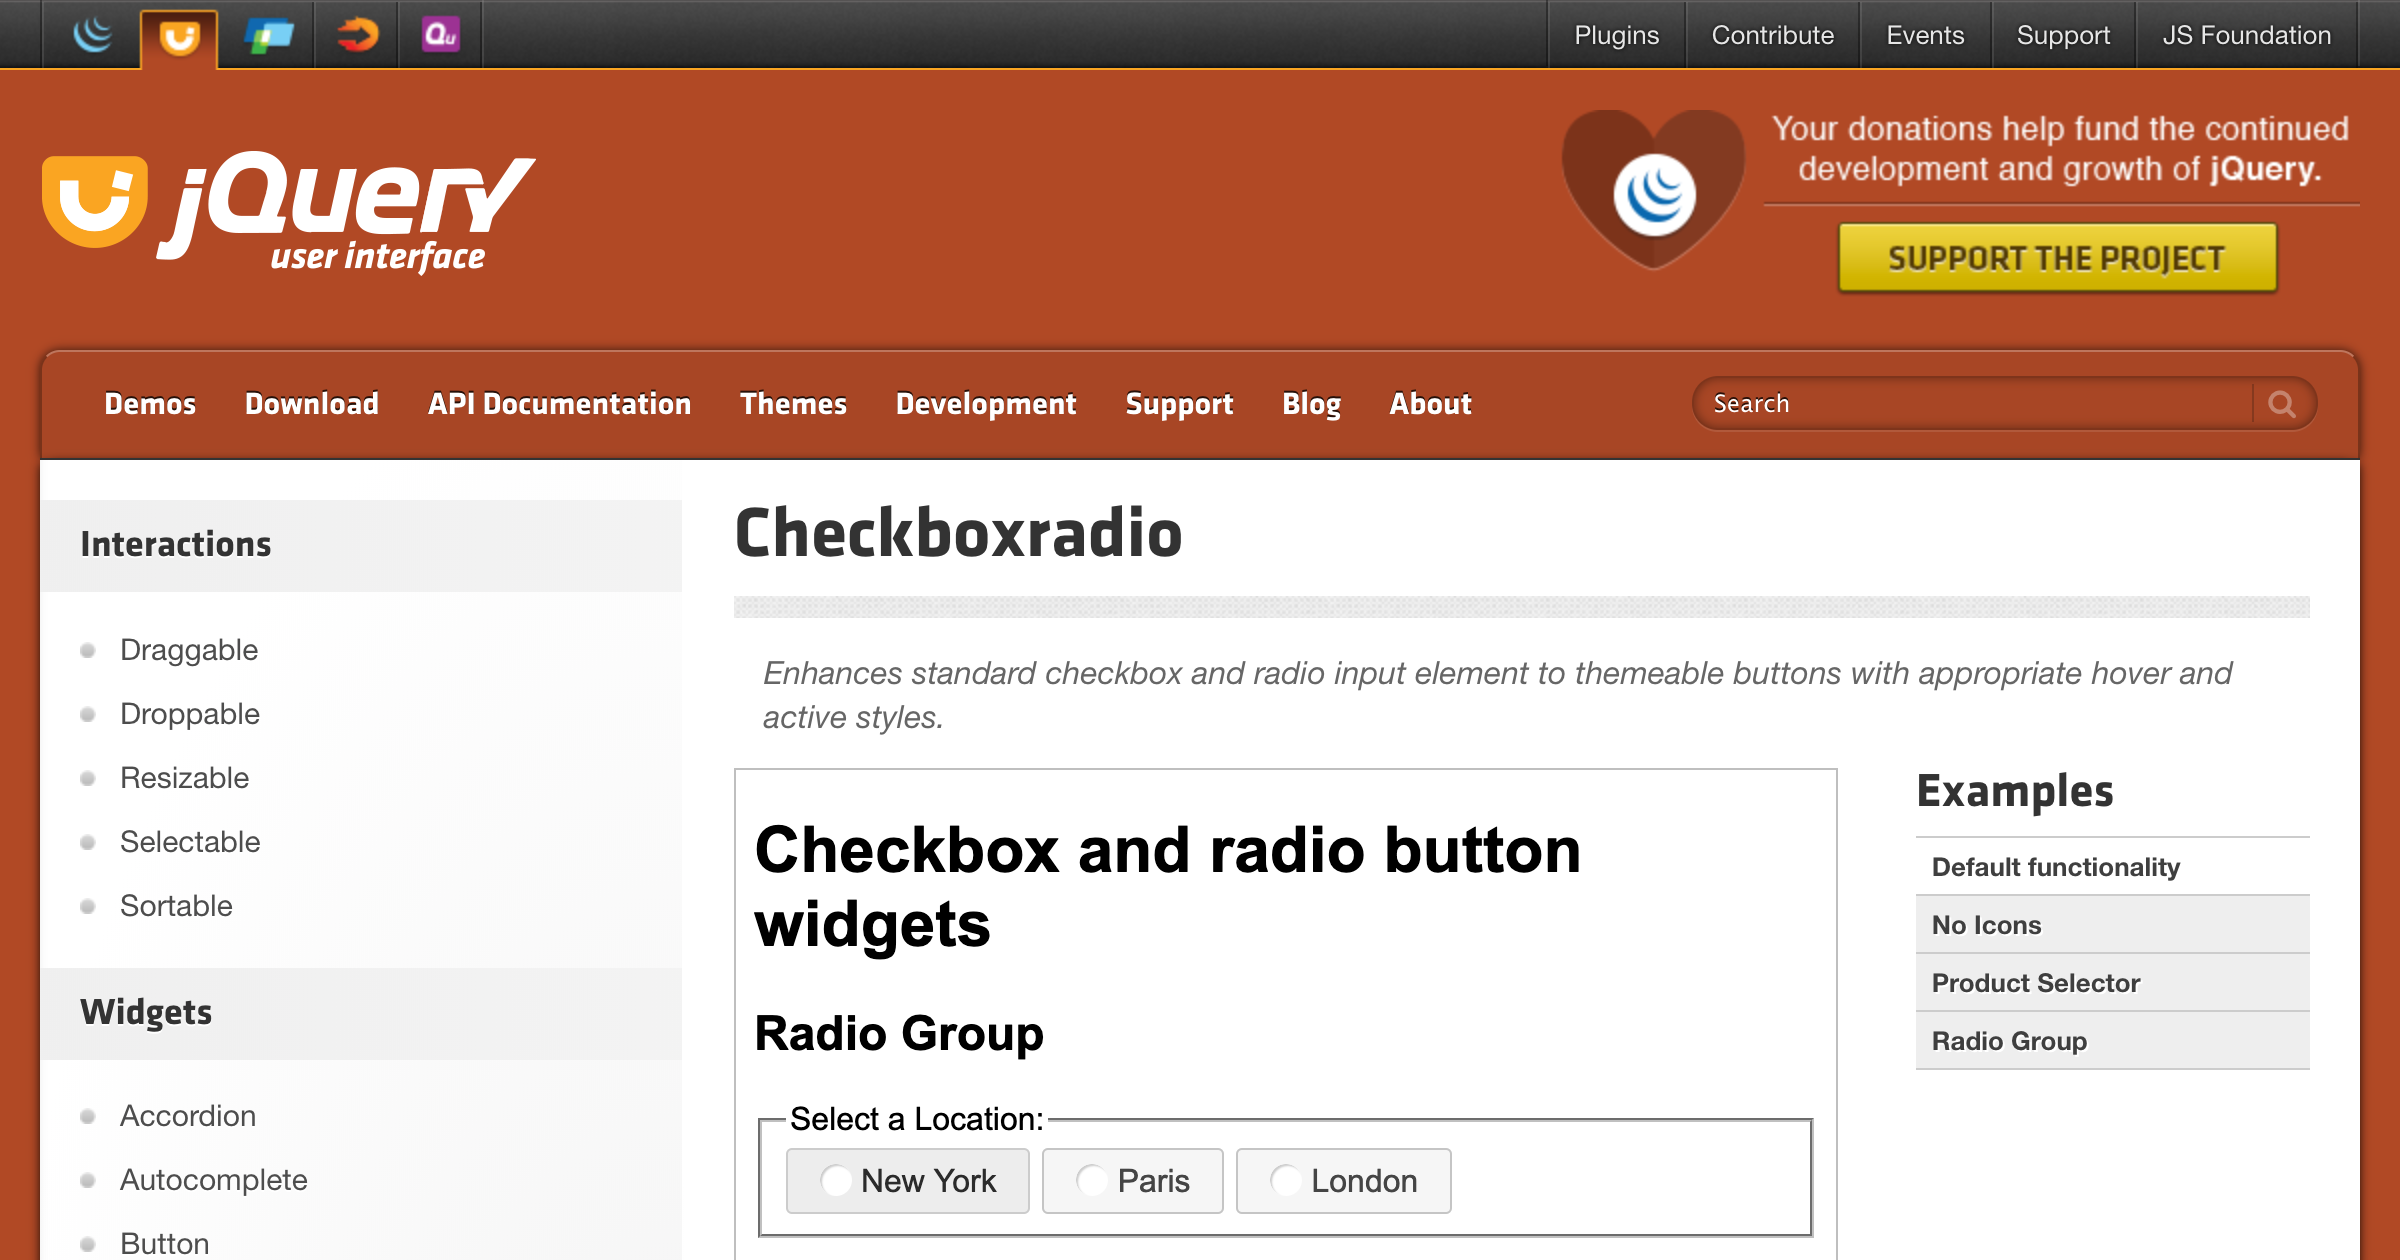 Qu
Plugins Contribute Events Support JS Foundation
jQuery
user interface
Your donations help fund the continued
development and growth of jQuery.
SUPPORT THE PROJECT
Demos Download API Documentation Themes Development Support Blog About Search
Interactions
Draggable
Droppable
Resizable
Selectable
Sortable
Widgets
Accordion
Autocomplete
Button
Checkboxradio
Enhances standard checkbox and radio input element to themeable buttons with appropriate hover and
active styles.
Checkbox and radio button
widgets
Radio Group
Select a Location:
New York Paris London
Examples
Default functionality
No Icons
Product Selector
Radio Group